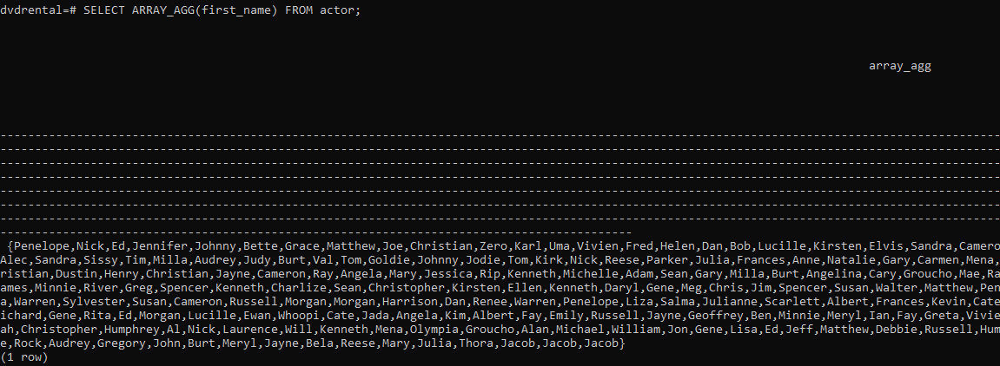 dvdrental=# SELECT ARRAY_AGG(first_name) FROM actor;
array_agg
-----------------------------------------------------------------------------------------------------------------------------------------------
-----------------------------------------------------------------------------------------------------------------------------------------------
-----------------------------------------------------------------------------------------------------------------------------------------------
-----------------------------------------------------------------------------------------------------------------------------------------------
-----------------------------------------------------------------------------------------------------------------------------------------------
-----------------------------------------------------------------------------------------------------------------------------------------------
-----------------------------------------------------------------------------------------------------------------------------------------------
-------------------------------------------------------------------------------------------
{Penelope,Nick,Ed,Jennifer,Johnny,Bette,Grace,Matthew,Joe,Christian,Zero,Karl,Uma,Vivien,Fred,Helen,Dan,Bob,Lucille,Kirsten,Elvis,Sandra,Camero
Alec,Sandra,Sissy,Tim,Milla,Audrey,Judy,Burt,Val,Tom,Goldie,Johnny,Jodie,Tom,Kirk,Nick,Reese,Parker,Julia,Frances,Anne,Natalie,Gary,Carmen,Mena,
ristian,Dustin,Henry,Christian,Jayne,Cameron,Ray,Angela,Mary,Jessica,Rip,Kenneth,Michelle,Adam,Sean,Gary,Milla,Burt,Angelina,Cary,Groucho,Mae,Ra
ames,Minnie,River,Greg,Spencer,Kenneth,Charlize,Sean,Christopher,Kirsten,Ellen,Kenneth,Daryl,Gene,Meg,Chris,Jim,Spencer,Susan,Walter,Matthew,Pen
a,Warren,Sylvester,Susan,Cameron,Russell,Morgan,Morgan,Harrison,Dan,Renee,Warren,Penelope,Liza,Salma,Julianne,Scarlett,Albert,Frances,Kevin,Cate
ichard,Gene,Rita,Ed,Morgan,Lucille,Ewan,Whoopi,Cate,Jada,Angela,Kim,Albert,Fay,Emily,Russell,Jayne,Geoffrey,Ben,Minnie,Meryl,Ian,Fay,Greta,Vivie
ah,Christopher,Humphrey,Al,Nick,Laurence,Will,Kenneth,Mena,Olympia,Groucho,Alan,Michael,William,Jon,Gene,Lisa,Ed,Jeff,Matthew,Debbie,Russell,Hum
e,Rock,Audrey,Gregory,John,Burt,Meryl,Jayne,Bela,Reese,Mary,Julia,Thora,Jacob,Jacob,Jacob}
(1 row)